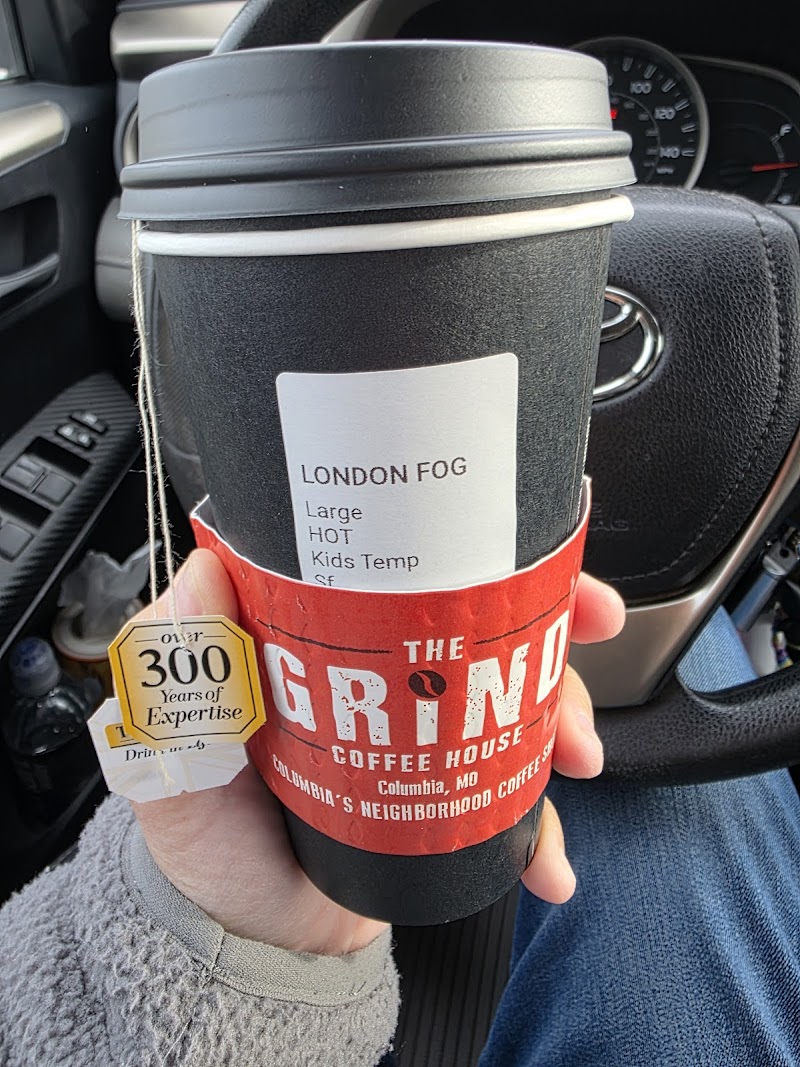 100
120
140
F
LONDON FOG
Large
HOT
Kids Temp
Sf
over
300
Years of
Expertise
THE
GRiND
COFFEE HOUSE
Columbia, MO
COLUMBIA'S NEIGHBORHOOD COFFEE